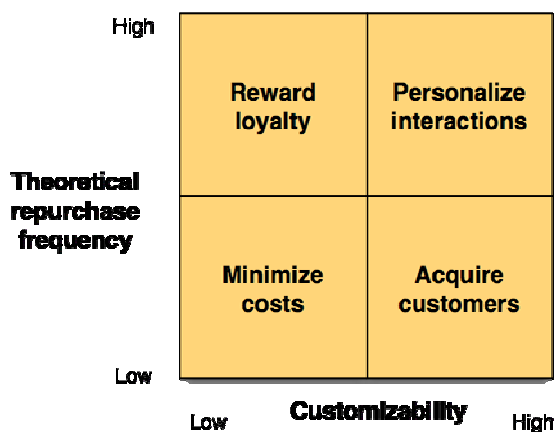 High
Reward
loyalty
Personalize
interactions
Theoretical
repurchase
frequency
Minimize
costs
Acquire
customers
Low
Low
Customizability
High